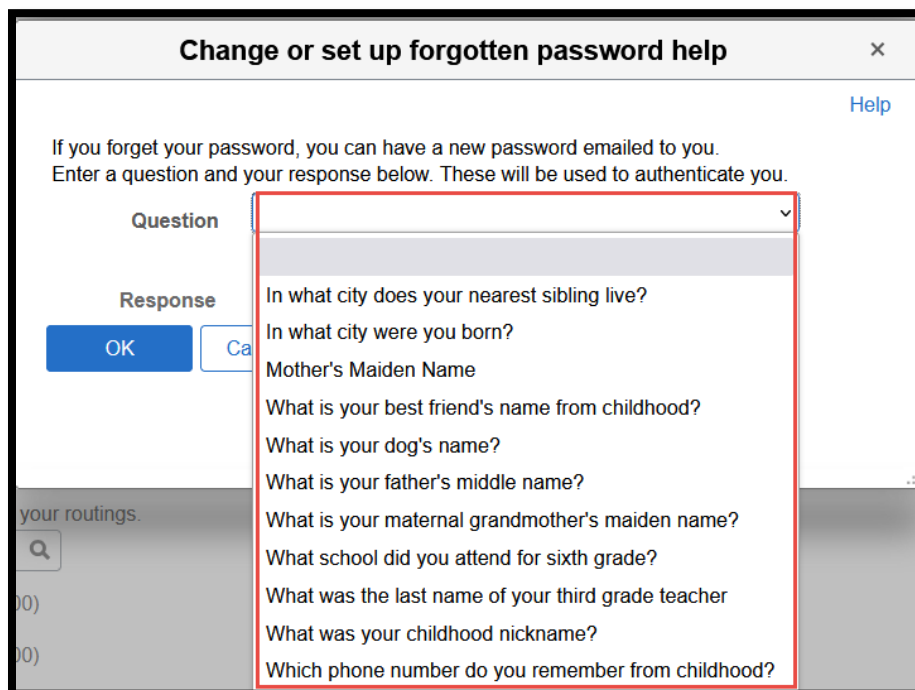 Change or set up forgotten password help ×
Help
If you forget your password, you can have a new password emailed to you.
Enter a question and your response below. These will be used to authenticate you.
Question
Response
OK
Ca
In what city does your nearest sibling live?
In what city were you born?
Mother's Maiden Name
What is your best friend's name from childhood?
What is your dog's name?
What is your father's middle name?
What is your maternal grandmother's maiden name?
What school did you attend for sixth grade?
What was the last name of your third grade teacher
What was your childhood nickname?
Which phone number do you remember from childhood?
your routings.
00)
00)